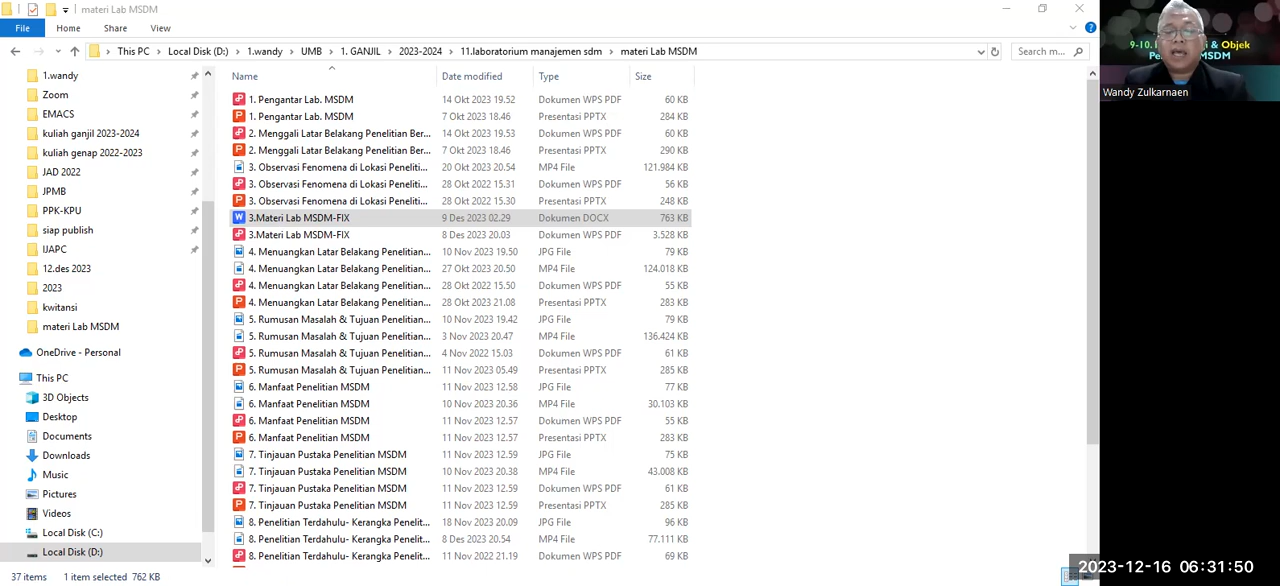 materi Lab MSDM
File Home Share View
This PC > Local Disk (D:) > 1.wandy > UMB > 1. GANJIL > 2023-2024 > 11.laboratorium manajemen sdm > materi Lab MSDM
Search m...
1.wandy
Zoom
EMACS
kuliah ganjil 2023-2024
kuliah genap 2022-2023
JAD 2022
JPMB
PPK-KPU
siap publish
IJAPC
12.des 2023
2023
kwitansi
materi Lab MSDM
OneDrive - Personal
This PC
3D Objects
Desktop
Documents
Downloads
Music
Pictures
Videos
Local Disk (C:)
Local Disk (D:)
Name Date modified Type Size
1. Pengantar Lab. MSDM 14 Okt 2023 19.52 Dokumen WPS PDF 60 KB
1. Pengantar Lab. MSDM 7 Okt 2023 18.46 Presentasi PPTX 284 KB
2. Menggali Latar Belakang Penelitian Ber... 14 Okt 2023 19.53 Dokumen WPS PDF 60 KB
2. Menggali Latar Belakang Penelitian Ber... 7 Okt 2023 18.46 Presentasi PPTX 290 KB
3. Observasi Fenomena di Lokasi Peneliti... 20 Okt 2023 20.54 MP4 File 121.984 KB
3. Observasi Fenomena di Lokasi Peneliti... 28 Okt 2022 15.31 Dokumen WPS PDF 56 KB
3. Observasi Fenomena di Lokasi Peneliti... 28 Okt 2022 15.30 Presentasi PPTX 248 KB
3.Materi Lab MSDM-FIX 9 Des 2023 02.29 Dokumen DOCX 763 KB
3.Materi Lab MSDM-FIX 8 Des 2023 20.03 Dokumen WPS PDF 3.528 KB
4. Menuangkan Latar Belakang Penelitian... 10 Nov 2023 19.50 JPG File 79 KB
4. Menuangkan Latar Belakang Penelitian... 27 Okt 2023 20.50 MP4 File 124.018 KB
4. Menuangkan Latar Belakang Penelitian... 28 Okt 2022 15.50 Dokumen WPS PDF 55 KB
4. Menuangkan Latar Belakang Penelitian... 28 Okt 2023 21.08 Presentasi PPTX 283 KB
5. Rumusan Masalah & Tujuan Penelitian... 10 Nov 2023 19.42 JPG File 79 KB
5. Rumusan Masalah & Tujuan Penelitian... 3 Nov 2023 20.47 MP4 File 136.424 KB
5. Rumusan Masalah & Tujuan Penelitian... 4 Nov 2022 15.03 Dokumen WPS PDF 61 KB
5. Rumusan Masalah & Tujuan Penelitian... 11 Nov 2023 05.49 Presentasi PPTX 285 KB
6. Manfaat Penelitian MSDM 11 Nov 2023 12.58 JPG File 77 KB
6. Manfaat Penelitian MSDM 10 Nov 2023 20.36 MP4 File 30.103 KB
6. Manfaat Penelitian MSDM 11 Nov 2023 12.57 Dokumen WPS PDF 55 KB
6. Manfaat Penelitian MSDM 11 Nov 2023 12.57 Presentasi PPTX 283 KB
7. Tinjauan Pustaka Penelitian MSDM 11 Nov 2023 12.59 JPG File 75 KB
7. Tinjauan Pustaka Penelitian MSDM 10 Nov 2023 20.38 MP4 File 43.008 KB
7. Tinjauan Pustaka Penelitian MSDM 11 Nov 2023 12.59 Dokumen WPS PDF 61 KB
7. Tinjauan Pustaka Penelitian MSDM 11 Nov 2023 12.59 Presentasi PPTX 285 KB
8. Penelitian Terdahulu- Kerangka Penelit... 18 Nov 2023 20.09 JPG File 96 KB
8. Penelitian Terdahulu- Kerangka Penelit... 8 Des 2023 20.54 MP4 File 77.111 KB
8. Penelitian Terdahulu- Kerangka Penelit... 11 Nov 2022 21.19 Dokumen WPS PDF 69 KB
37 items 1 item selected 762 KB
9-10. & Objek
MSDM
Wandy Zulkarnaen
2023-12-16 06:31:50